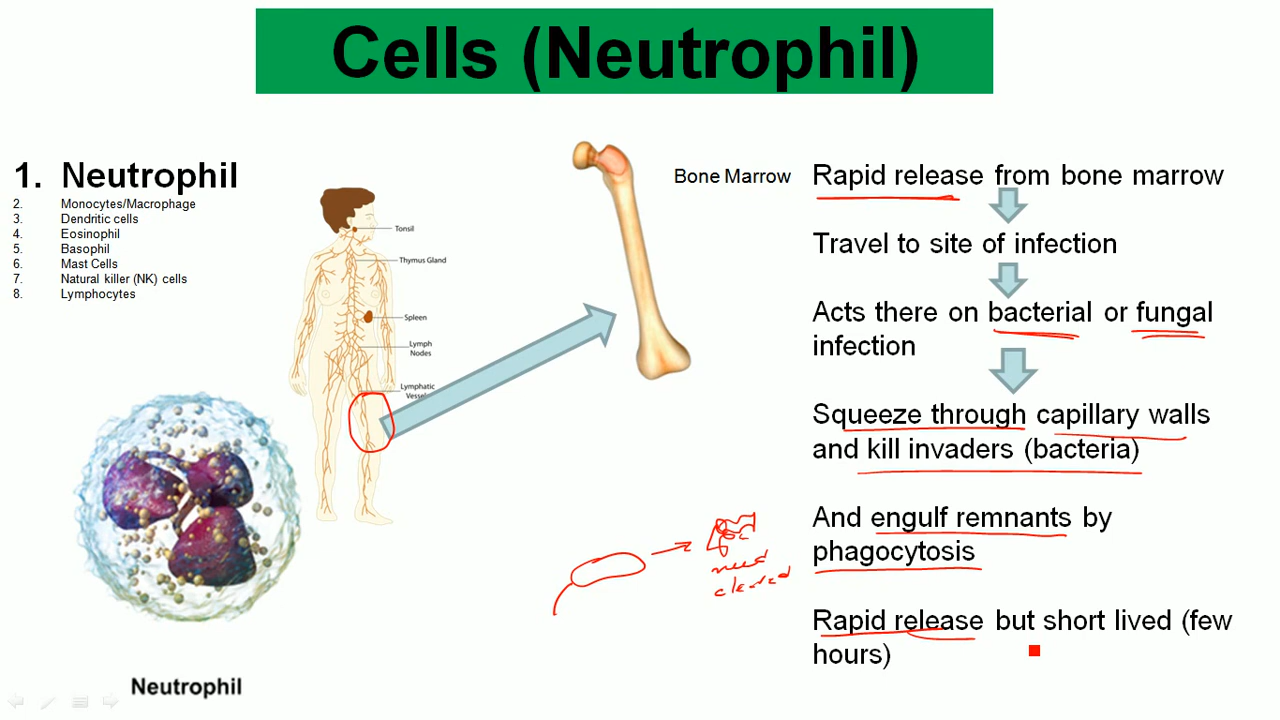 Cells (Neutrophil)
1. Neutrophil
2. Monocytes/Macrophage
3. Dendritic cells
4. Eosinophil
5. Basophil
6. Mast Cells
7. Natural killer (NK) cells
8. Lymphocytes
Tonsil
Thymus Gland
Spleen
Lymph
Nodes
Lymphatic
Vessels
Neutrophil
Bone Marrow
Rapid release from bone marrow
Travel to site of infection
Acts there on bacterial or fungal
infection
Squeeze through capillary walls
and kill invaders (bacteria)
And engulf remnants by
phagocytosis
Rapid release but short lived (few
hours)
need